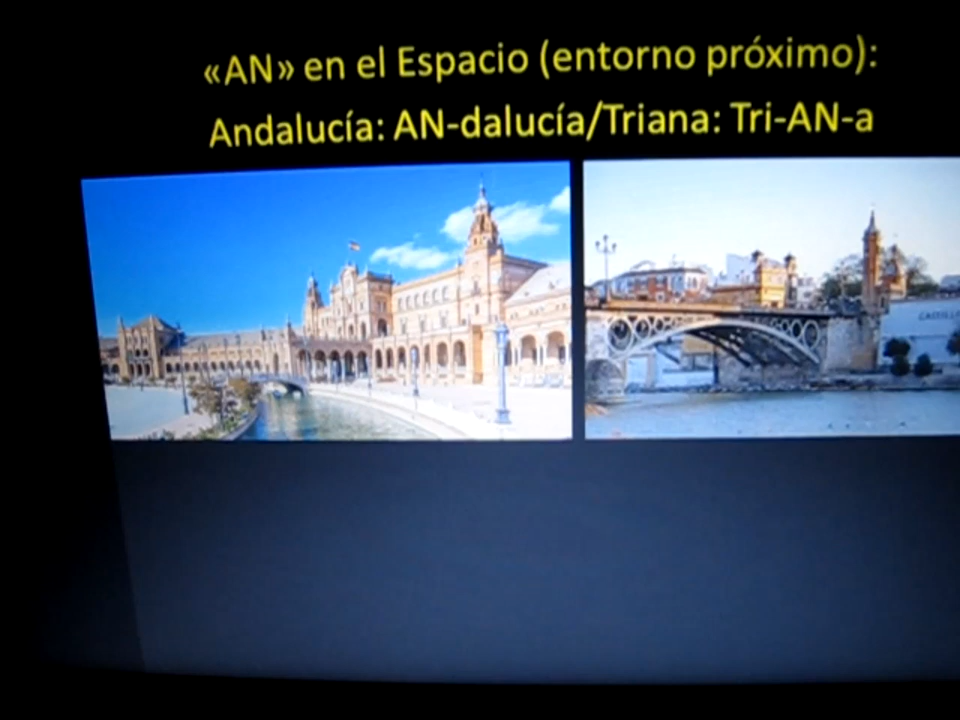 «AN» en el Espacio (entorno próximo):
Andalucía: AN-dalucía/Triana: Tri-AN-a